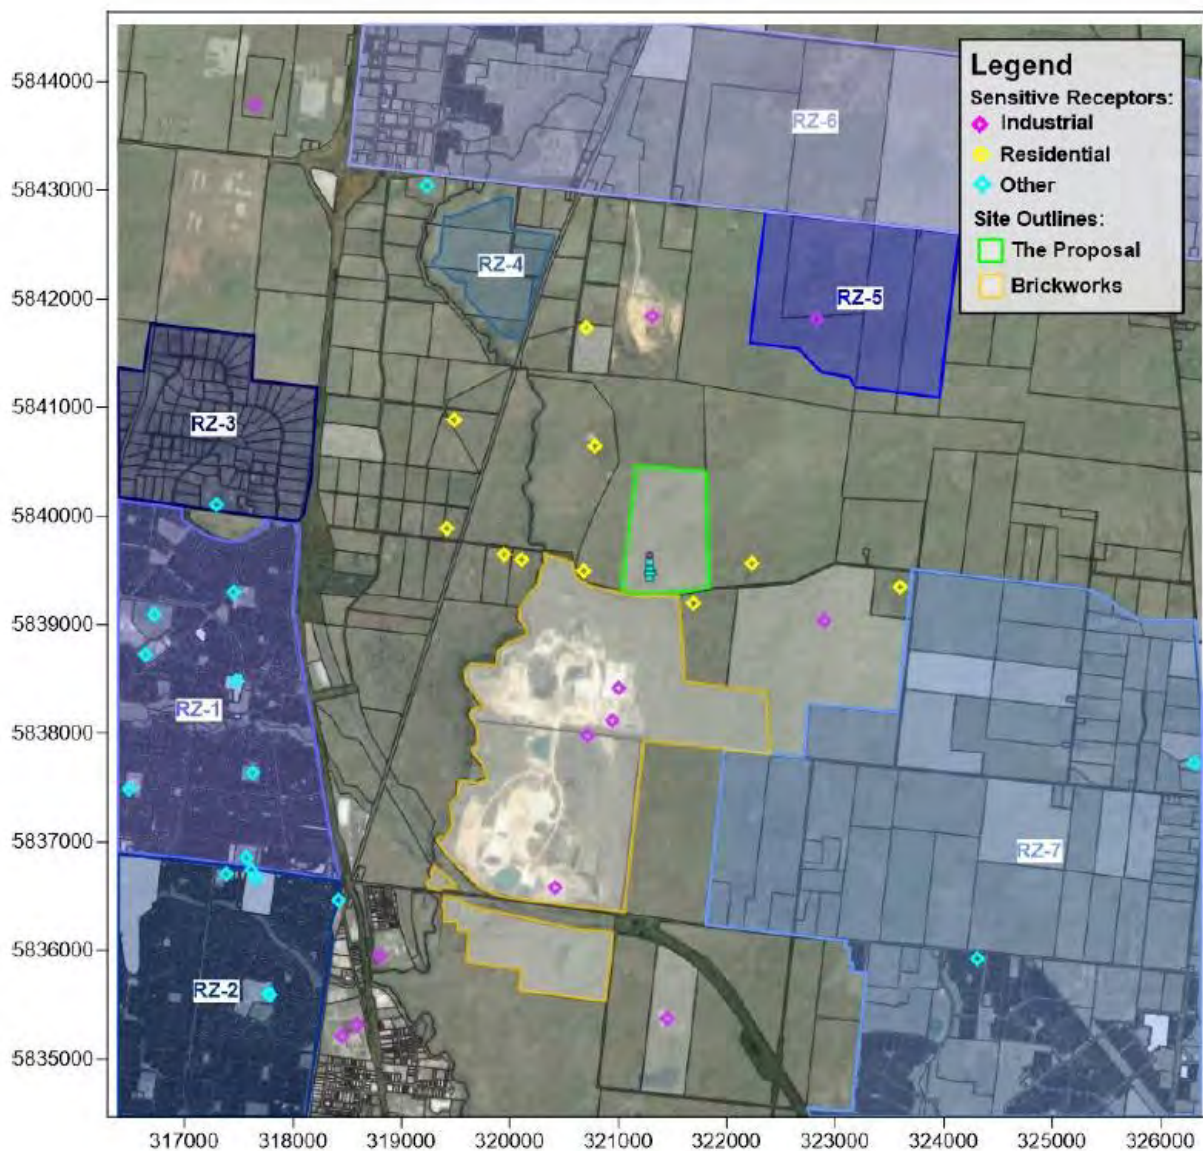 Legend
Sensitive Receptors:
Industrial
Residential
Other
Site Outlines:
The Proposal
Brickworks
5844000
5843000
5842000
5841000
5840000
5839000
5838000
5837000
5836000
5835000
RZ-6
RZ-4
RZ-5
RZ-3
RZ-1
RZ-7
RZ-2
317000
318000
319000
320000
321000
322000
323000
324000
325000
326000